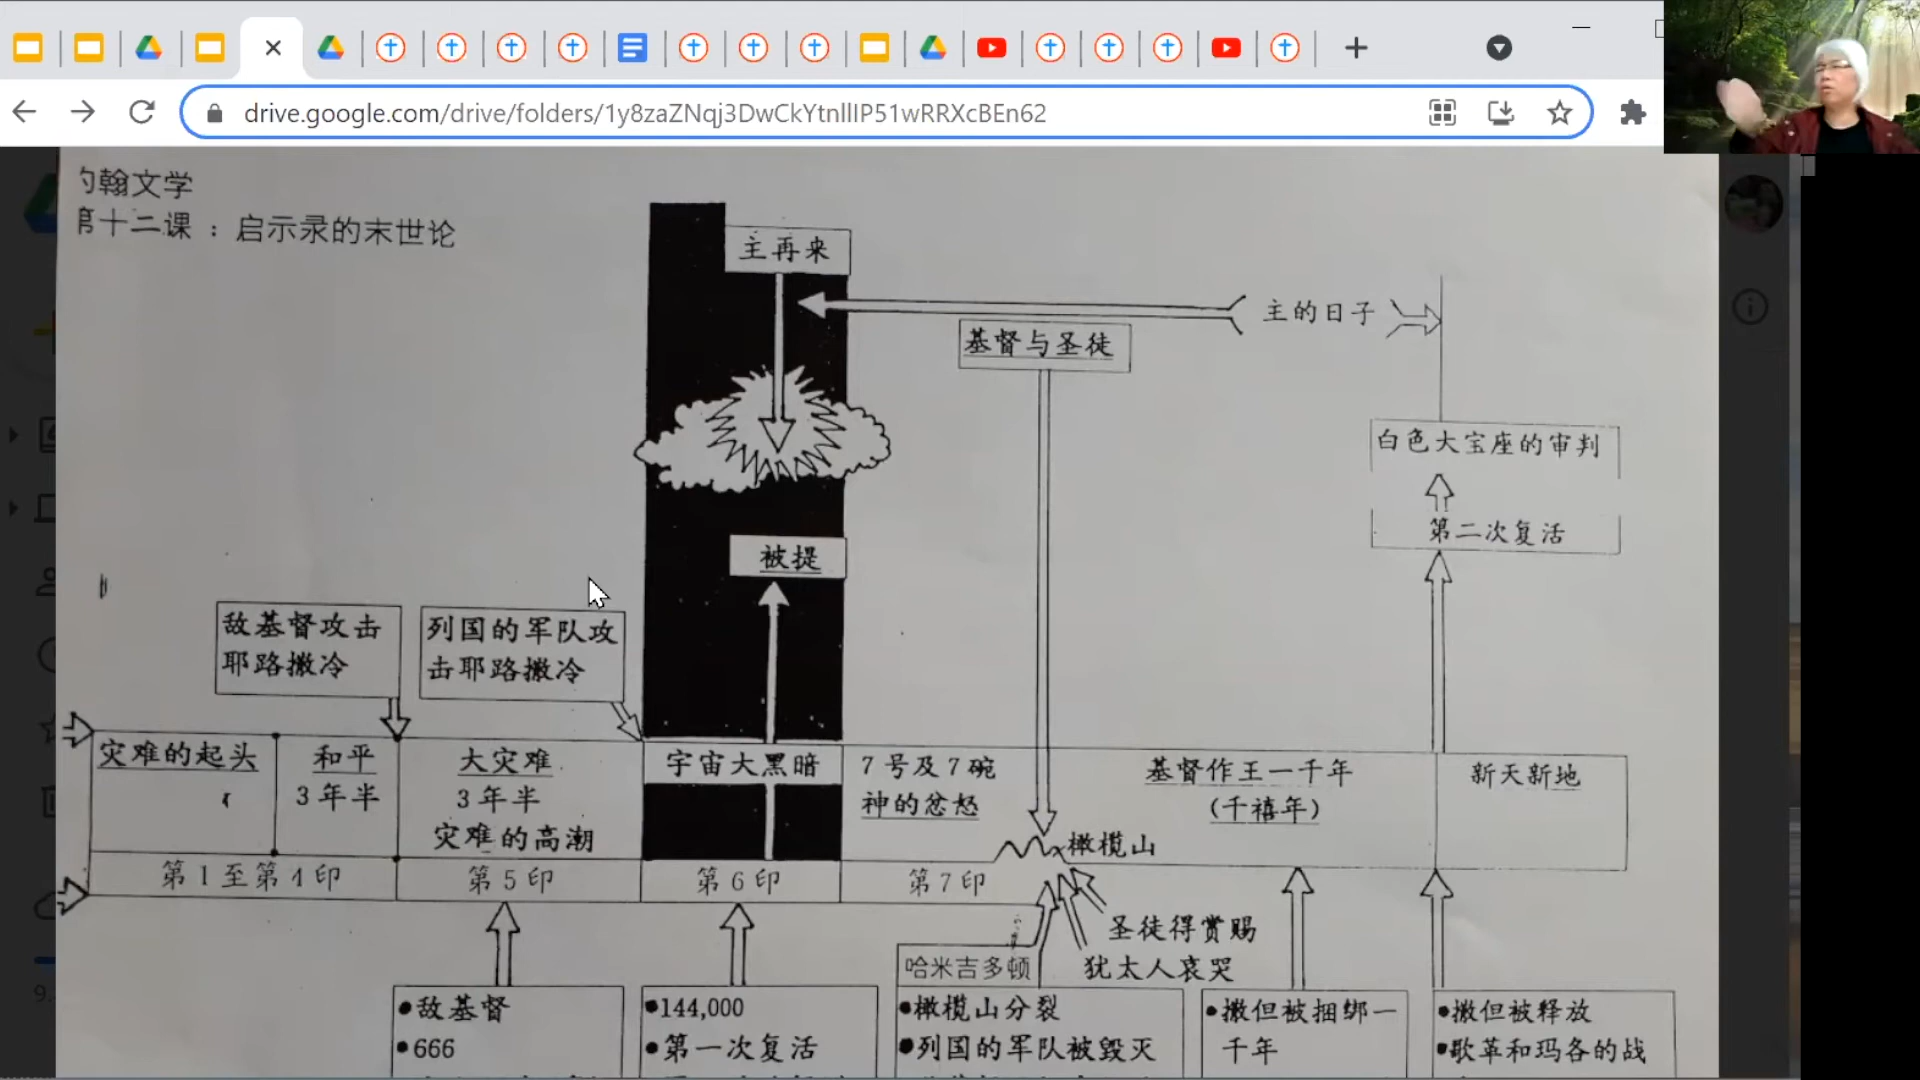 drive.google.com/drive/folders/1y8zaZNqj3DwCkYtnllIP51wRRXcBEn62
约翰文学
第十二课：启示录的末世论
主再来
主的日子
基督与圣徒
白色大宝座的审判
第二次复活
被提
敌基督攻击
耶路撒冷
列国的军队攻
击耶路撒冷
灾难的起头
和平
3年半
大灾难
3年半
灾难的高潮
宇宙大黑暗
7号及7碗
神的忿怒
基督作王一千年
(千禧年)
新天新地
橄榄山
第1至第4印
第5印
第6印
第7印
圣徒得赏赐
犹太人哀哭
哈米吉多顿
•敌基督
•666
•144,000
•第一次复活
•橄榄山分裂
•列国的军队被毁灭
•撒但被捆绑一
千年
•撒但被释放
•歌革和玛各的战